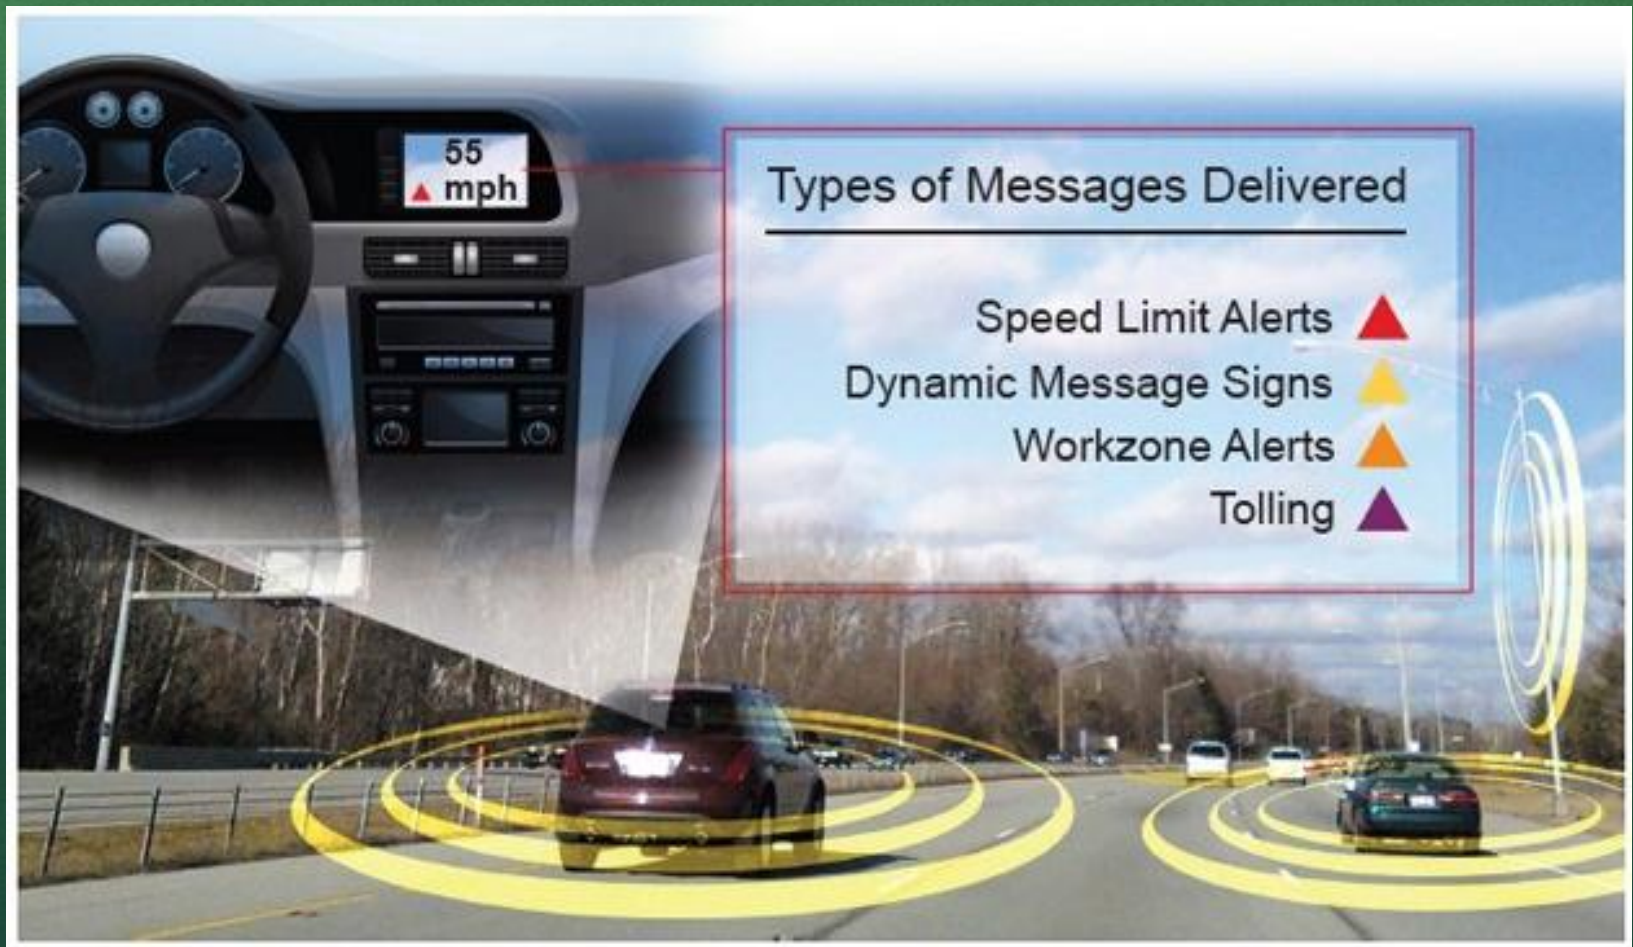 55
mph
Types of Messages Delivered
Speed Limit Alerts
Dynamic Message Signs
Workzone Alerts
Tolling